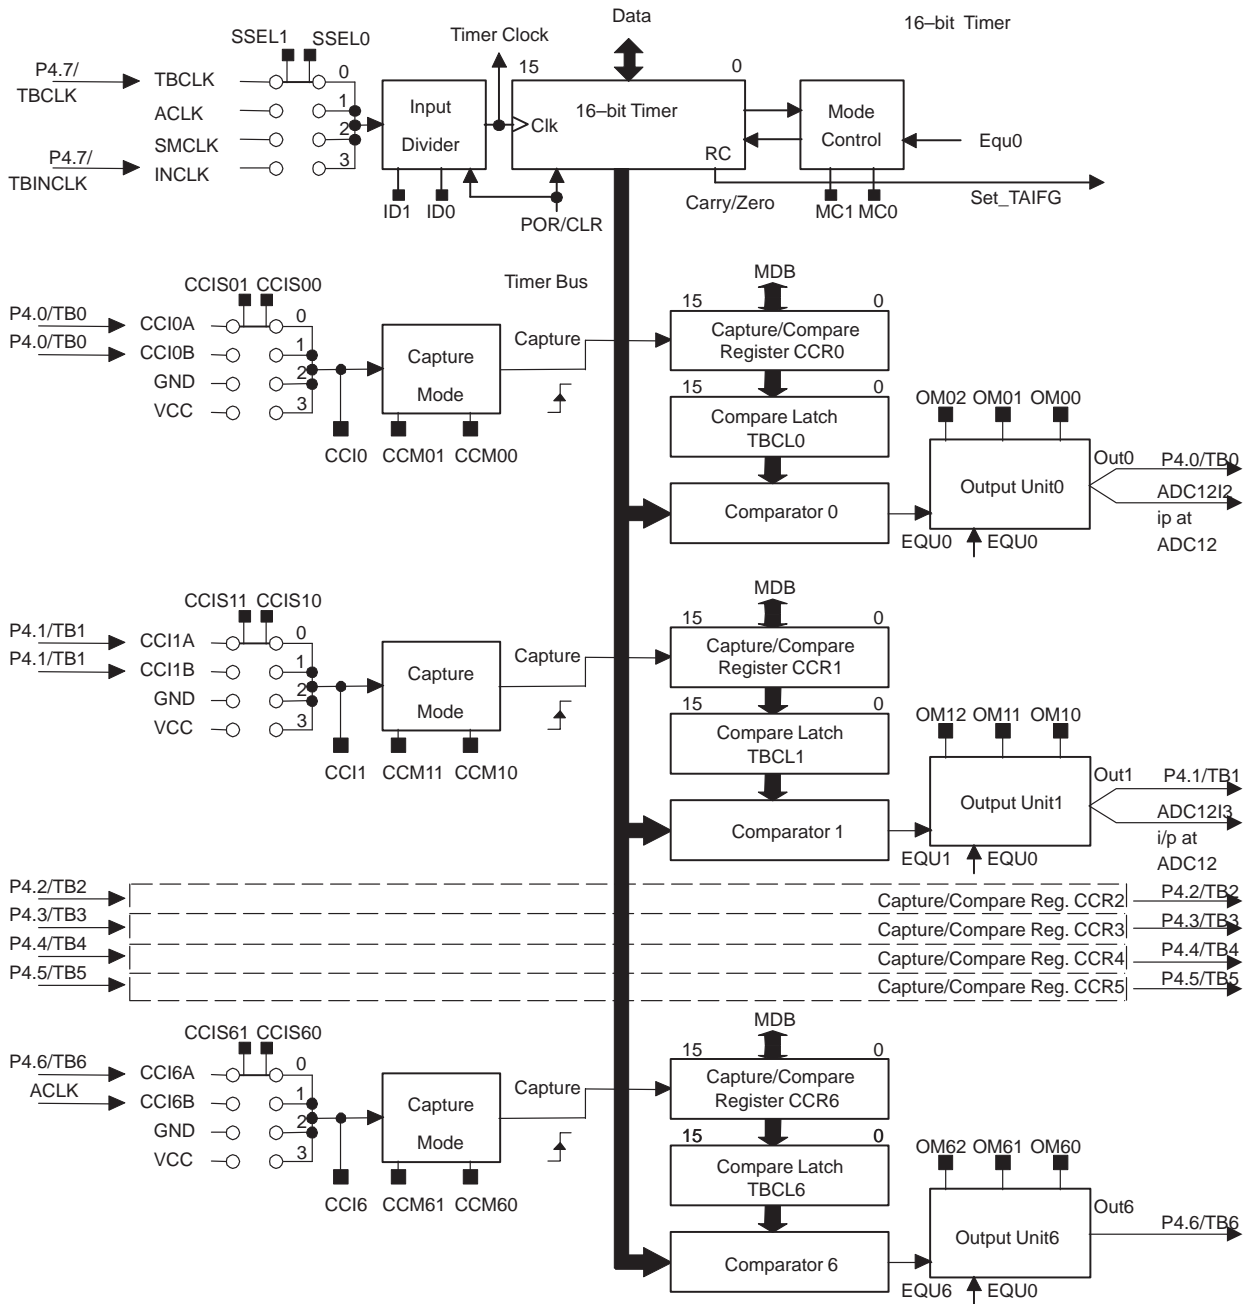 Data
16–bit Timer
SSEL1 SSEL0
Timer Clock
15 0
P4.7/
TBCLK
TBCLK
0
ACLK
1
SMCLK
2
P4.7/
TBINCLK
INCLK
3
Input
Divider
Clk
16–bit Timer
RC
Mode
Control
Equ0
ID1 ID0
POR/CLR
Carry/Zero
MC1 MC0
Set_TAIFG
Timer Bus
CCIS01 CCIS00
P4.0/TB0
P4.0/TB0
CCI0A
0
CCI0B
1
GND
2
VCC
3
Capture
Mode
Capture
CCI0 CCM01 CCM00
MDB
15 0
Capture/Compare
Register CCR0
15 0
Compare Latch
TBCL0
Comparator 0
EQU0 EQU0
OM02 OM01 OM00
Output Unit0
Out0
P4.0/TB0
ADC12I2
ip at
ADC12
CCIS11 CCIS10
P4.1/TB1
P4.1/TB1
CCI1A
0
CCI1B
1
GND
2
VCC
3
Capture
Mode
Capture
CCI1 CCM11 CCM10
MDB
15 0
Capture/Compare
Register CCR1
15 0
Compare Latch
TBCL1
Comparator 1
EQU1 EQU0
OM12 OM11 OM10
Output Unit1
Out1
P4.1/TB1
ADC12I3
i/p at
ADC12
P4.2/TB2 Capture/Compare Reg. CCR2 P4.2/TB2
P4.3/TB3 Capture/Compare Reg. CCR3 P4.3/TB3
P4.4/TB4 Capture/Compare Reg. CCR4 P4.4/TB4
P4.5/TB5 Capture/Compare Reg. CCR5 P4.5/TB5
CCIS61 CCIS60
P4.6/TB6
ACLK
CCI6A
0
CCI6B
1
GND
2
VCC
3
Capture
Mode
Capture
CCI6 CCM61 CCM60
MDB
15 0
Capture/Compare
Register CCR6
15 0
Compare Latch
TBCL6
Comparator 6
EQU6 EQU0
OM62 OM61 OM60
Output Unit6
Out6
P4.6/TB6